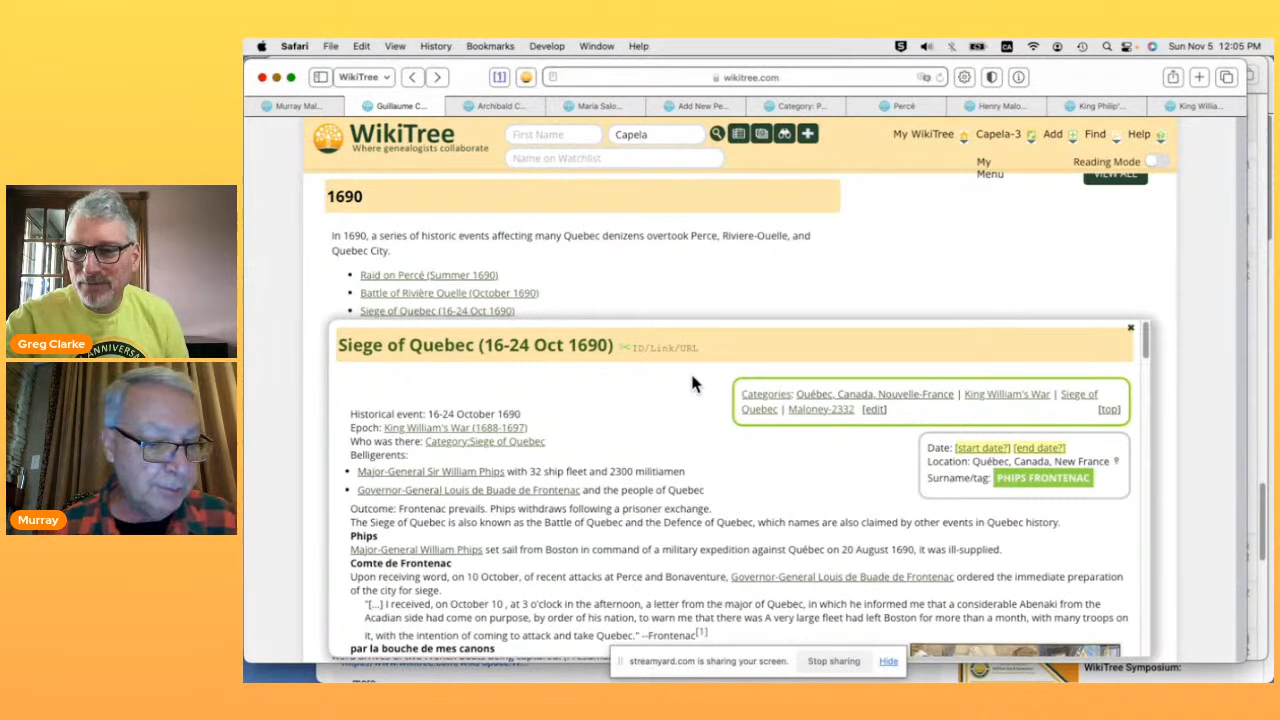 Safari File Edit View History Bookmarks Develop Window Help
Sun Nov 5 12:05 PM
WikiTree
[1]
wikitree.com
Murray Mal...
Guillaume C...
Archibald C...
Maria Salo...
Add New Pe...
Category: P...
Percé
Henry Malo...
King Philip'...
King Willia...
WikiTree
Where genealogists collaborate
First Name
Capela
Name on Watchlist
My WikiTree Capela-3 Add Find Help
My Menu
Reading Mode
VIEW ALL
1690
In 1690, a series of historic events affecting many Quebec denizens overtook Perce, Riviere-Ouelle, and
Quebec City.
• Raid on Percé (Summer 1690)
• Battle of Rivière Ouelle (October 1690)
• Siege of Quebec (16-24 Oct 1690)
Siege of Quebec (16-24 Oct 1690) ID/Link/URL
Categories: Québec, Canada, Nouvelle-France | King William's War | Siege of
Quebec | Maloney-2332 [edit] [top]
Historical event: 16-24 October 1690
Epoch: King William's War (1688-1697)
Who was there: Category:Siege of Quebec
Belligerents:
Date: [start date?] [end date?]
Location: Québec, Canada, New France
Surname/tag: PHIPS FRONTENAC
• Major-General Sir William Phips with 32 ship fleet and 2300 militiamen
• Governor-General Louis de Buade de Frontenac and the people of Quebec
Outcome: Frontenac prevails. Phips withdraws following a prisoner exchange.
The Siege of Quebec is also known as the Battle of Quebec and the Defence of Quebec, which names are also claimed by other events in Quebec history.
Phips
Major-General William Phips set sail from Boston in command of a military expedition against Québec on 20 August 1690, it was ill-supplied.
Comte de Frontenac
Upon receiving word, on 10 October, of recent attacks at Perce and Bonaventure, Governor-General Louis de Buade de Frontenac ordered the immediate preparation
of the city for siege.
"[...] I received, on October 10 , at 3 o'clock in the afternoon, a letter from the major of Quebec, in which he informed me that a considerable Abenaki from the
Acadian side had come on purpose, by order of his nation, to warn me that there was A very large fleet had left Boston for more than a month, with many troops on
it, with the intention of coming to attack and take Quebec." --Frontenac[1]
par la bouche de mes canons
streamyard.com is sharing your screen. Stop sharing Hide
more
WikiTree Symposium:
Greg Clarke
Murray